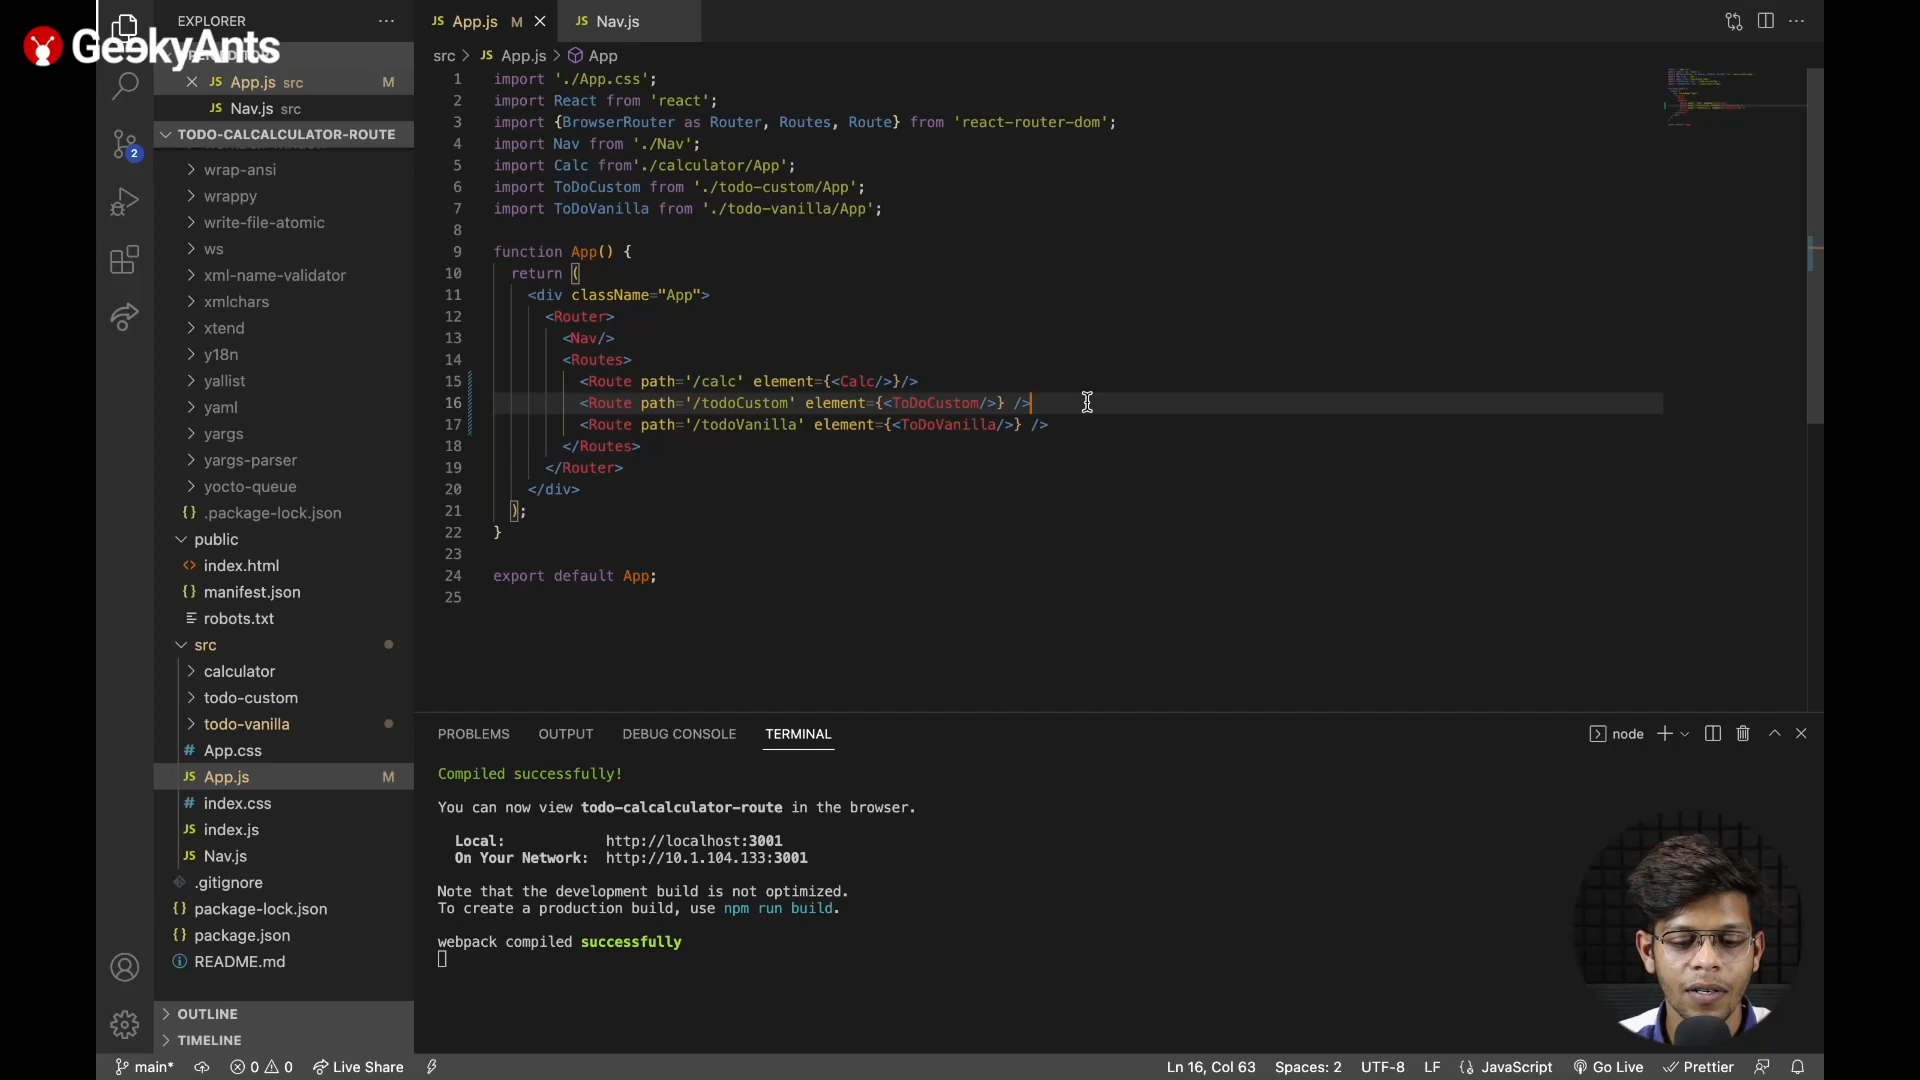 GeekyAnts
EXPLORER
App.js src M
Nav.js src
TODO-CALCALCULATOR-ROUTE
wrap-ansi
wrappy
write-file-atomic
ws
xml-name-validator
xmlchars
xtend
y18n
yallist
yaml
yargs
yargs-parser
yocto-queue
.package-lock.json
public
index.html
manifest.json
robots.txt
src
calculator
todo-custom
todo-vanilla
App.css
App.js M
index.css
index.js
Nav.js
.gitignore
package-lock.json
package.json
README.md
OUTLINE
TIMELINE
2
App.js M
Nav.js
src > App.js > App
1 import './App.css';
2 import React from 'react';
3 import {BrowserRouter as Router, Routes, Route} from 'react-router-dom';
4 import Nav from './Nav';
5 import Calc from'./calculator/App';
6 import ToDoCustom from './todo-custom/App';
7 import ToDoVanilla from './todo-vanilla/App';
8
9 function App() {
10 return (
11 <div className="App">
12 <Router>
13 <Nav/>
14 <Routes>
15 <Route path='/calc' element={<Calc/>}/>
16 <Route path='/todoCustom' element={<ToDoCustom/>} />
17 <Route path='/todoVanilla' element={<ToDoVanilla/>} />
18 </Routes>
19 </Router>
20 </div>
21 );
22 }
23
24 export default App;
25
PROBLEMS OUTPUT DEBUG CONSOLE TERMINAL
node
Compiled successfully!
You can now view todo-calcalculator-route in the browser.
Local: http://localhost:3001
On Your Network: http://10.1.104.133:3001
Note that the development build is not optimized.
To create a production build, use npm run build.
webpack compiled successfully
main* 0 0 Live Share Ln 16, Col 63 Spaces: 2 UTF-8 LF JavaScript Go Live Prettier